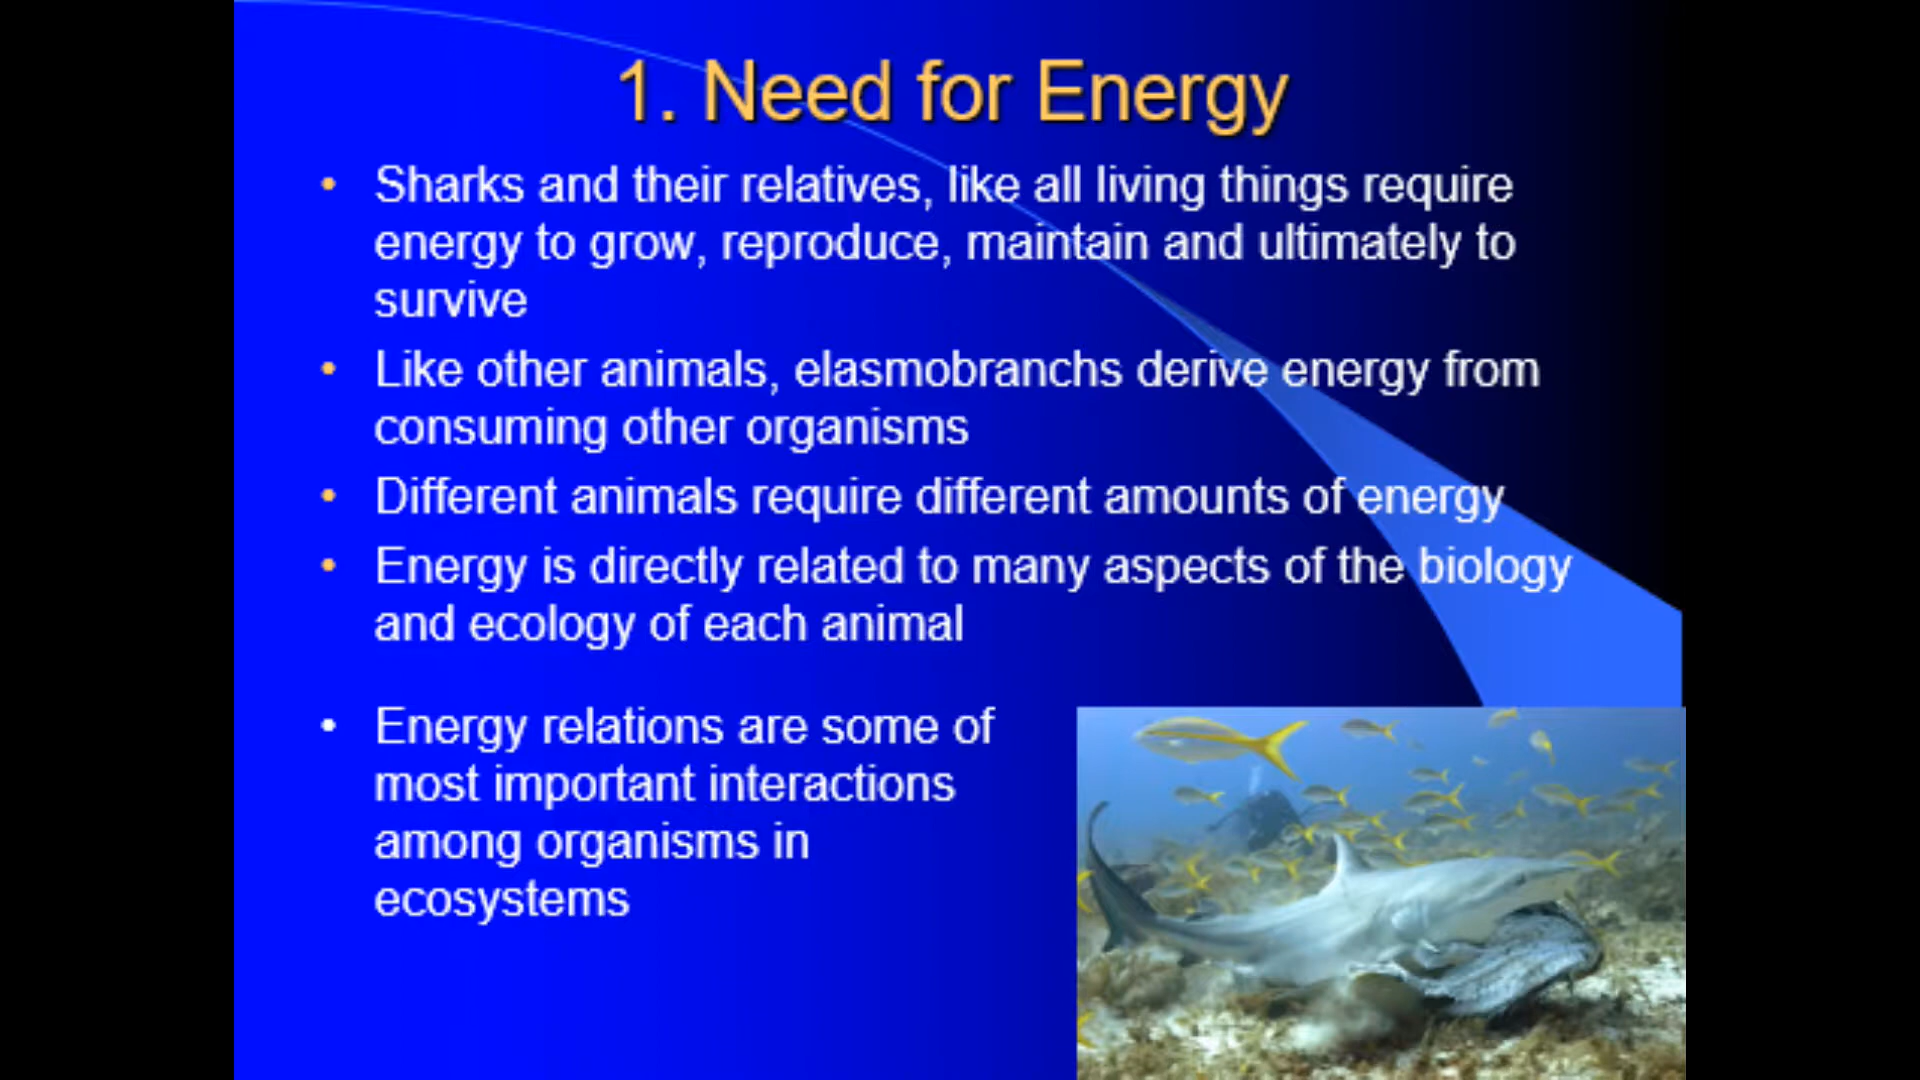 1. Need for Energy
• Sharks and their relatives, like all living things require
energy to grow, reproduce, maintain and ultimately to
survive
• Like other animals, elasmobranchs derive energy from
consuming other organisms
• Different animals require different amounts of energy
• Energy is directly related to many aspects of the biology
and ecology of each animal
• Energy relations are some of
most important interactions
among organisms in
ecosystems